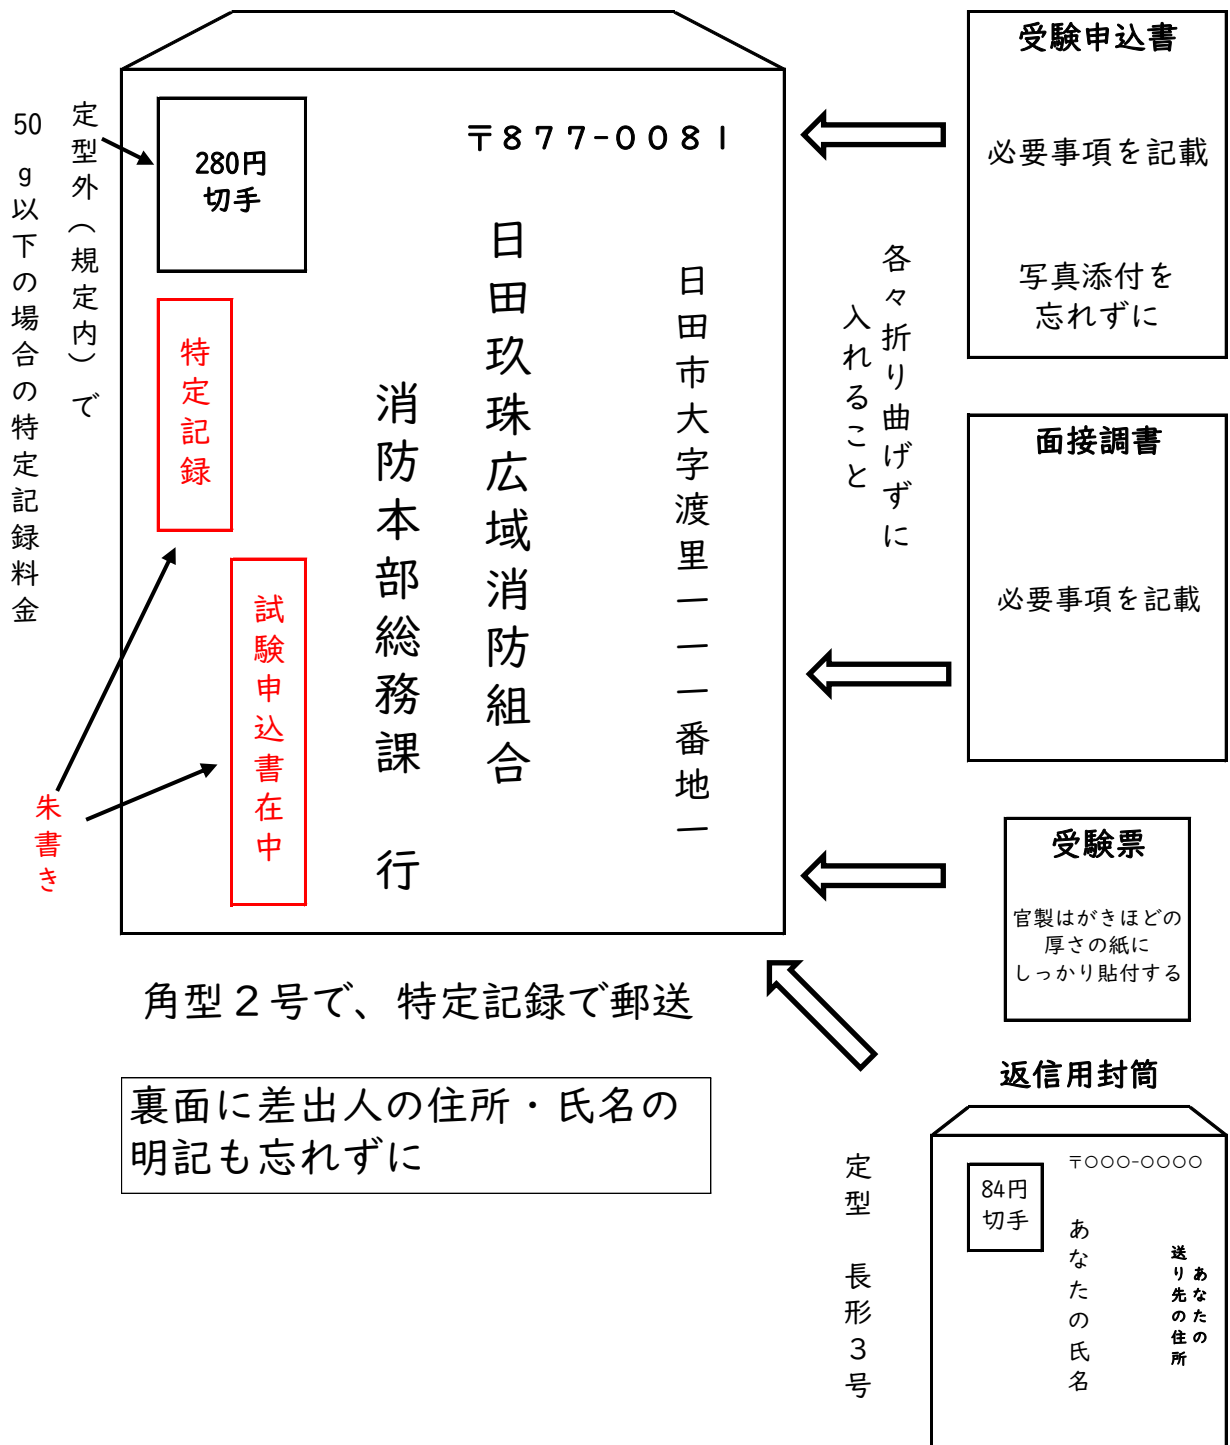 定型外(規定内)で
50g以下の場合の特定記録料金
280円
切手
〒877-0081
日田市大字渡里一一一番地一
日田玖珠広域消防組合
消防本部総務課 行
特定記録
試験申込書在中
朱書き
各々折り曲げずに
入れること
受験申込書
必要事項を記載
写真添付を
忘れずに
面接調書
必要事項を記載
受験票
官製はがきほどの
厚さの紙に
しっかり貼付する
角型２号で、特定記録で郵送
裏面に差出人の住所・氏名の
明記も忘れずに
返信用封筒
定型 長形３号
〒○○○-○○○○
84円
切手
あなたの
送り先の住所
あなたの氏名